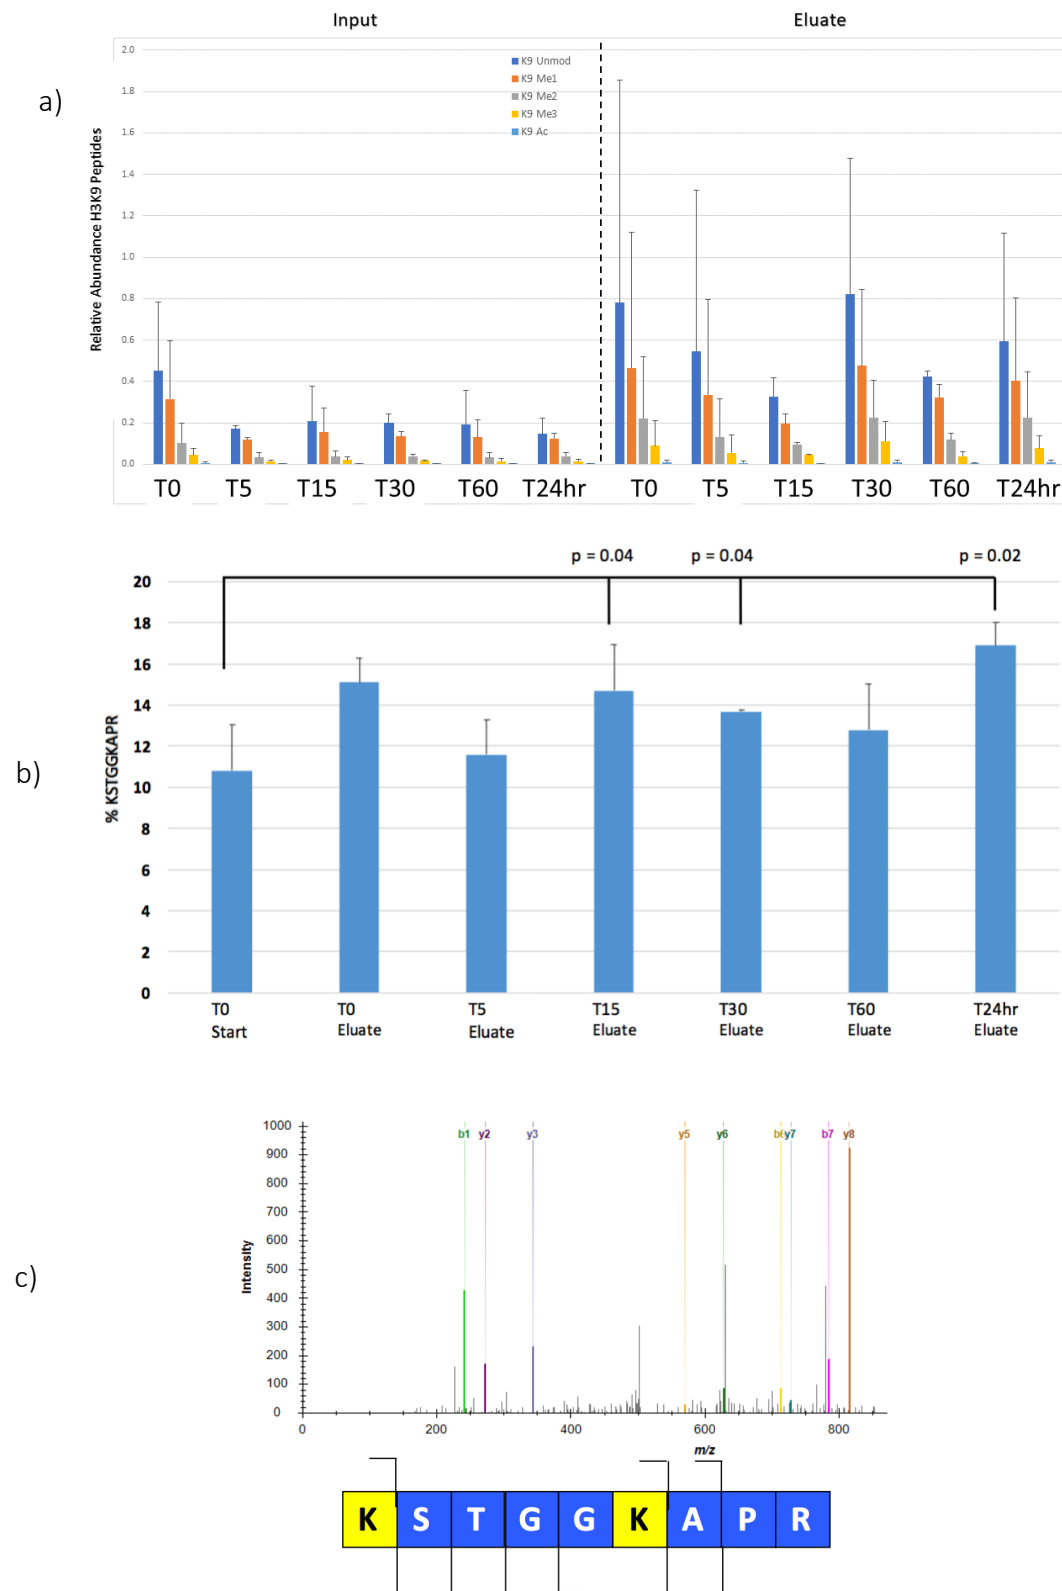 Input Eluate
a)
Relative Abundance H3K9 Peptides
2.0
1.8
1.6
1.4
1.2
1.0
0.8
0.6
0.4
0.2
0.0
K9 Unmod
K9 Me1
K9 Me2
K9 Me3
K9 Ac
T0 T5 T15 T30 T60 T24hr T0 T5 T15 T30 T60 T24hr
b)
p = 0.04 p = 0.04 p = 0.02
% KSTGGKAPR
20
18
16
14
12
10
8
6
4
2
0
T0 T0 T5 T15 T30 T60 T24hr
Start Eluate Eluate Eluate Eluate Eluate Eluate
c)
b1 y2 y3 y5 y6 y7 b7 y8
Intensity
1000
900
800
700
600
500
400
300
200
100
0
0 200 400 600 800
m/z
K S T G G K A P R